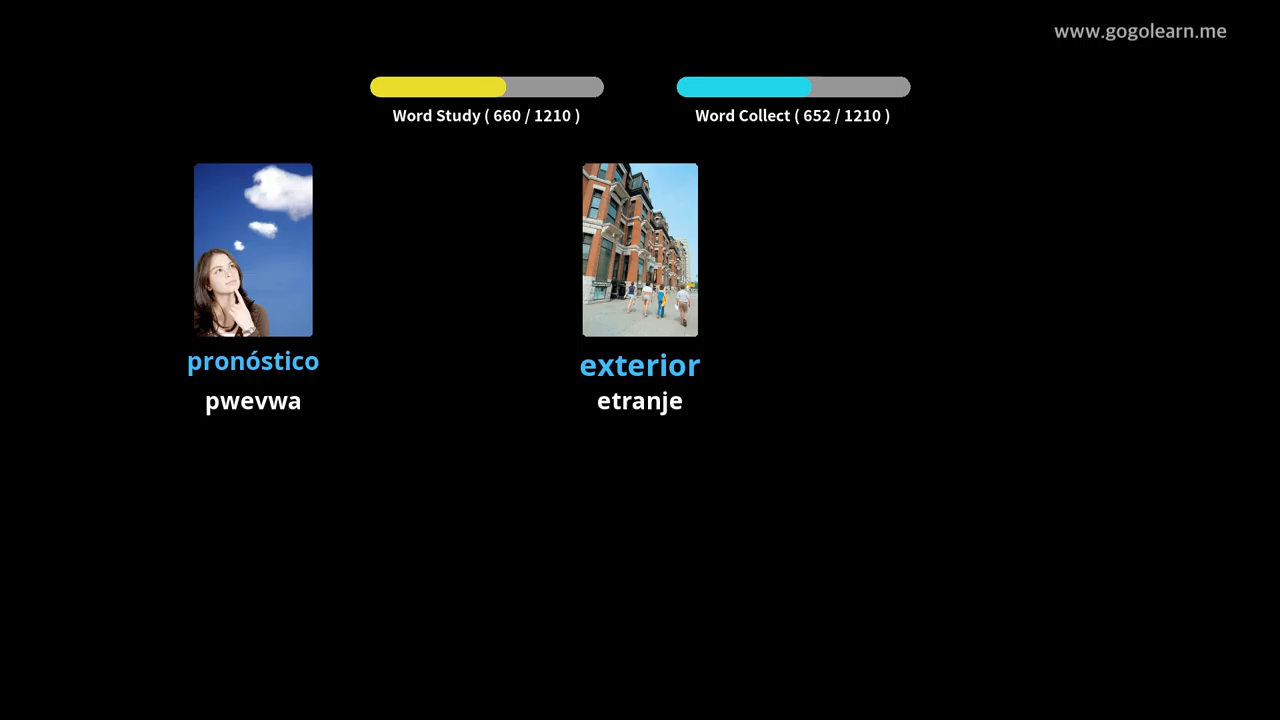 www.gogolearn.me
Word Study ( 660 / 1210 )
Word Collect ( 652 / 1210 )
pronóstico
exterior
pwevwa
etranje